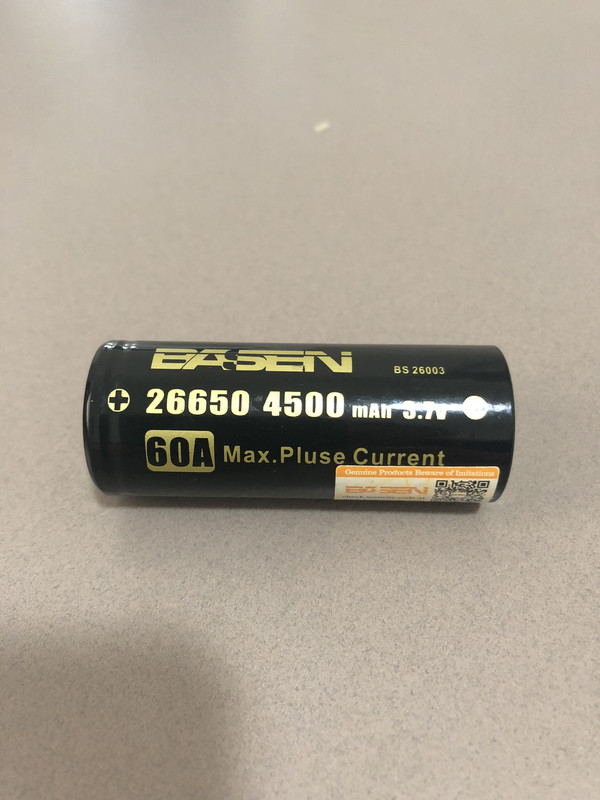 BASEN
BS 26003
+ 26650 4500 mAh 3.7V -
60A Max.Pluse Current
Genuine Products Beware of Imitations
BASEN